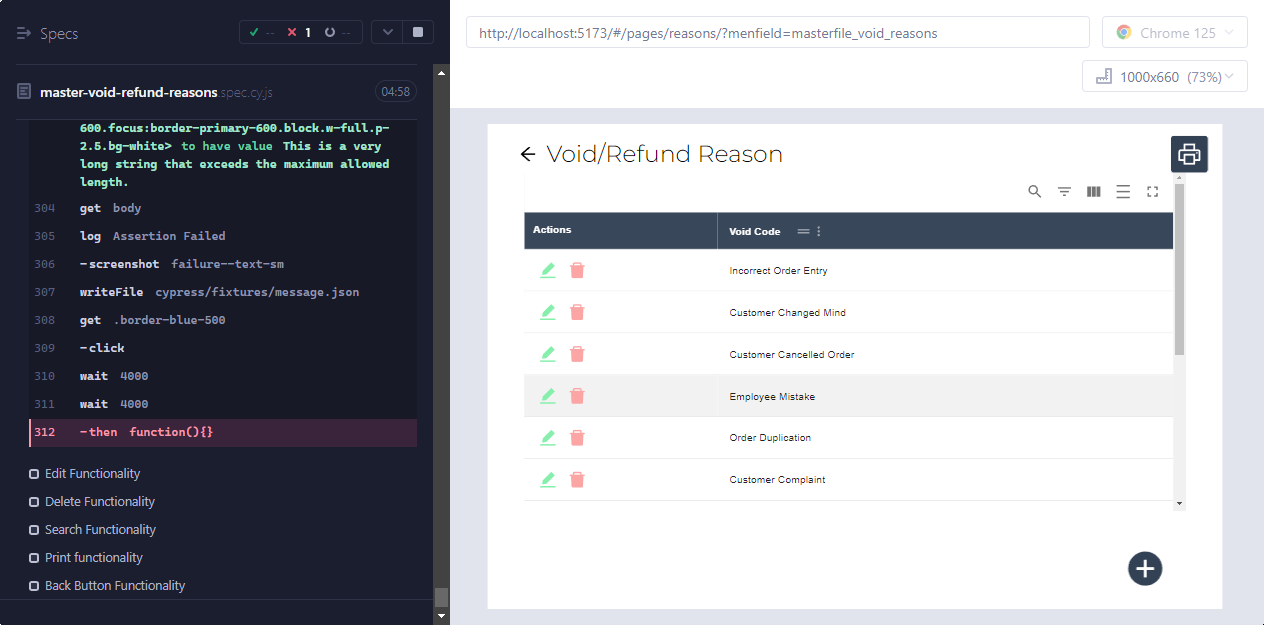 Specs
-- 1 --
master-void-refund-reasons.spec.cy.js 04:58
600.focus:border-primary-600.block.w-full.p-
2.5.bg-white> to have value This is a very
long string that exceeds the maximum allowed
length.
304 get body
305 log Assertion Failed
306 -screenshot failure--text-sm
307 writeFile cypress/fixtures/message.json
308 get .border-blue-500
309 -click
310 wait 4000
311 wait 4000
312 -then function(){}
Edit Functionality
Delete Functionality
Search Functionality
Print functionality
Back Button Functionality
http://localhost:5173/#/pages/reasons/?menfield=masterfile_void_reasons
Chrome 125
1000x660 (73%)
Void/Refund Reason
Actions Void Code
Incorrect Order Entry
Customer Changed Mind
Customer Cancelled Order
Employee Mistake
Order Duplication
Customer Complaint